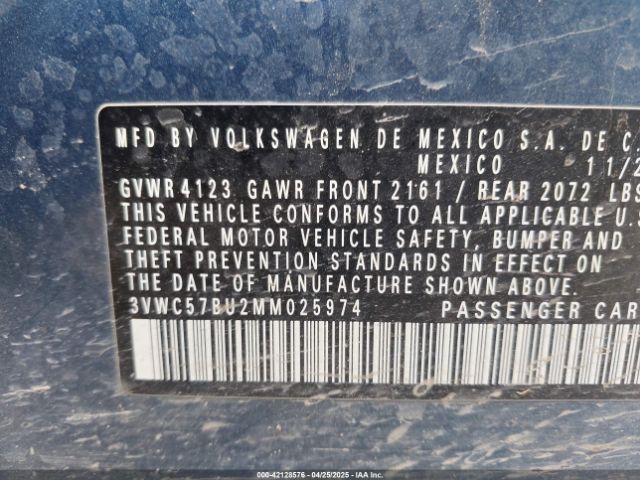 MFD BY VOLKSWAGEN DE MEXICO S.A. DE C.
MEXICO 11/2
GVWR 4123 GAWR FRONT 2161 / REAR 2072 LBS
THIS VEHICLE CONFORMS TO ALL APPLICABLE U.S
FEDERAL MOTOR VEHICLE SAFETY, BUMPER AND
THEFT PREVENTION STANDARDS IN EFFECT ON
THE DATE OF MANUFACTURE SHOWN ABOVE.
3VWC57BU2MM025974 PASSENGER CAR
000-42128576 04/25/2025 IAA Inc.